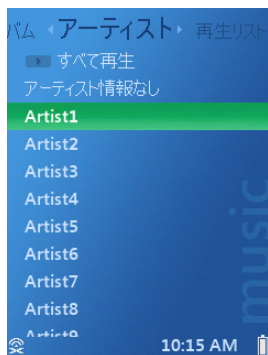 バム アーティスト 再生リスト
すべて再生
アーティスト情報なし
Artist1
Artist2
Artist3
Artist4
Artist5
Artist6
Artist7
Artist8
Artist9
music
10:15 AM